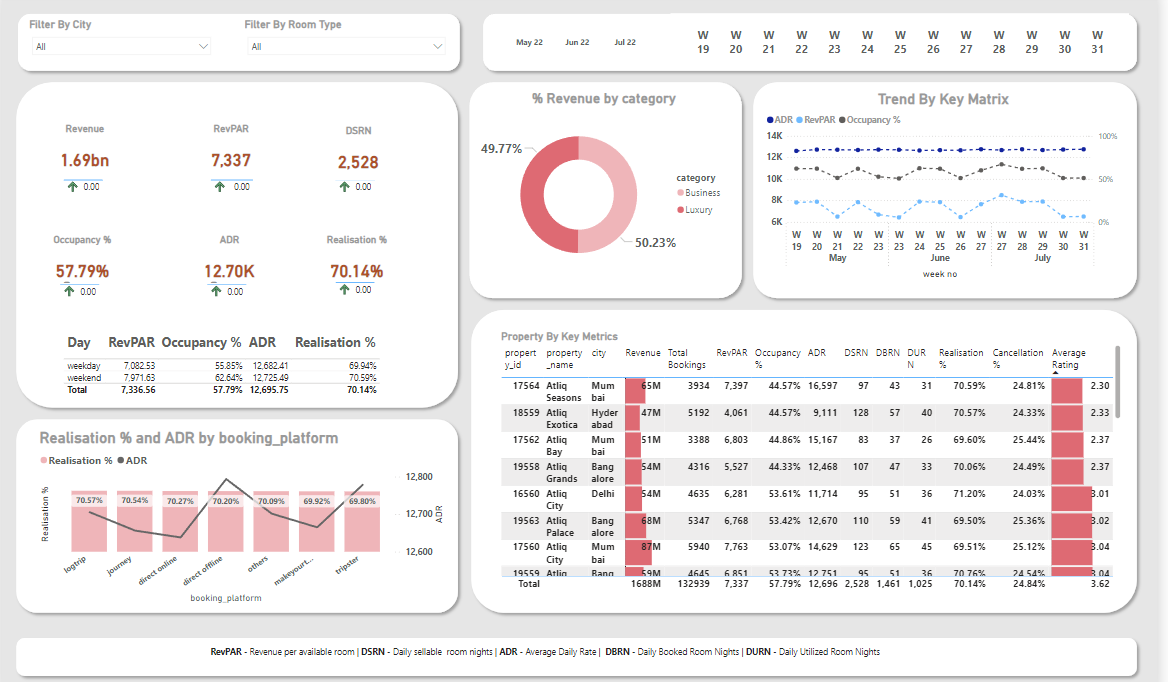 Filter By City
All
Filter By Room Type
All
May 22 Jun 22 Jul 22
W W W W W W W W W W W W W
19 20 21 22 23 24 25 26 27 28 29 30 31
Revenue
1.69bn
0.00
RevPAR
7,337
0.00
DSRN
2,528
0.00
Occupancy %
57.79%
0.00
ADR
12.70K
0.00
Realisation %
70.14%
0.00
Day RevPAR Occupancy % ADR Realisation %
weekday 7,082.53 55.85% 12,682.41 69.94%
weekend 7,971.63 62.64% 12,725.49 70.59%
Total 7,336.56 57.79% 12,695.75 70.14%
% Revenue by category
49.77%
50.23%
category
Business
Luxury
Trend By Key Matrix
ADR RevPAR Occupancy %
14K
12K
10K
8K
6K
100%
50%
0%
W W W W W W W W W W W W W W W
19 20 21 22 23 23 24 25 26 27 27 28 29 30 31
May June July
week no
Realisation % and ADR by booking_platform
Realisation % ADR
Realisation %
70.57% 70.54% 70.27% 70.20% 70.09% 69.92% 69.80%
12,800
12,700
12,600
ADR
logtrip journey direct online direct offline others makeyourt... tripster
booking_platform
Property By Key Metrics
propert property city Revenue Total RevPAR Occupancy ADR DSRN DBRN DUR Realisation Cancellation Average
y_id _name Bookings % N % % Rating
17564 Atliq Mum 65M 3934 7,397 44.57% 16,597 97 43 31 70.59% 24.81% 2.30
Seasons bai
18559 Atliq Hyder 47M 5192 4,061 44.57% 9,111 128 57 40 70.57% 24.33% 2.33
Exotica abad
17562 Atliq Mum 51M 3388 6,803 44.86% 15,167 83 37 26 69.60% 25.44% 2.37
Bay bai
19558 Atliq Bang 54M 4316 5,527 44.33% 12,468 107 47 33 70.06% 24.49% 2.37
Grands alore
16560 Atliq Delhi 54M 4635 6,281 53.61% 11,714 95 51 36 71.20% 24.03% 3.01
City
19563 Atliq Bang 68M 5347 6,768 53.42% 12,670 110 59 41 69.50% 25.36% 3.02
Palace alore
17560 Atliq Mum 87M 5940 7,763 53.07% 14,629 123 65 45 69.51% 25.12% 3.04
City bai
19559 Atliq Bang 59M 4645 6,851 53.73% 12,751 95 51 36 70.76% 24.54% 3.04
Total 1688M 132939 7,337 57.79% 12,696 2,528 1,461 1,025 70.14% 24.84% 3.62
RevPAR - Revenue per available room | DSRN - Daily sellable room nights | ADR - Average Daily Rate | DBRN - Daily Booked Room Nights | DURN - Daily Utilized Room Nights